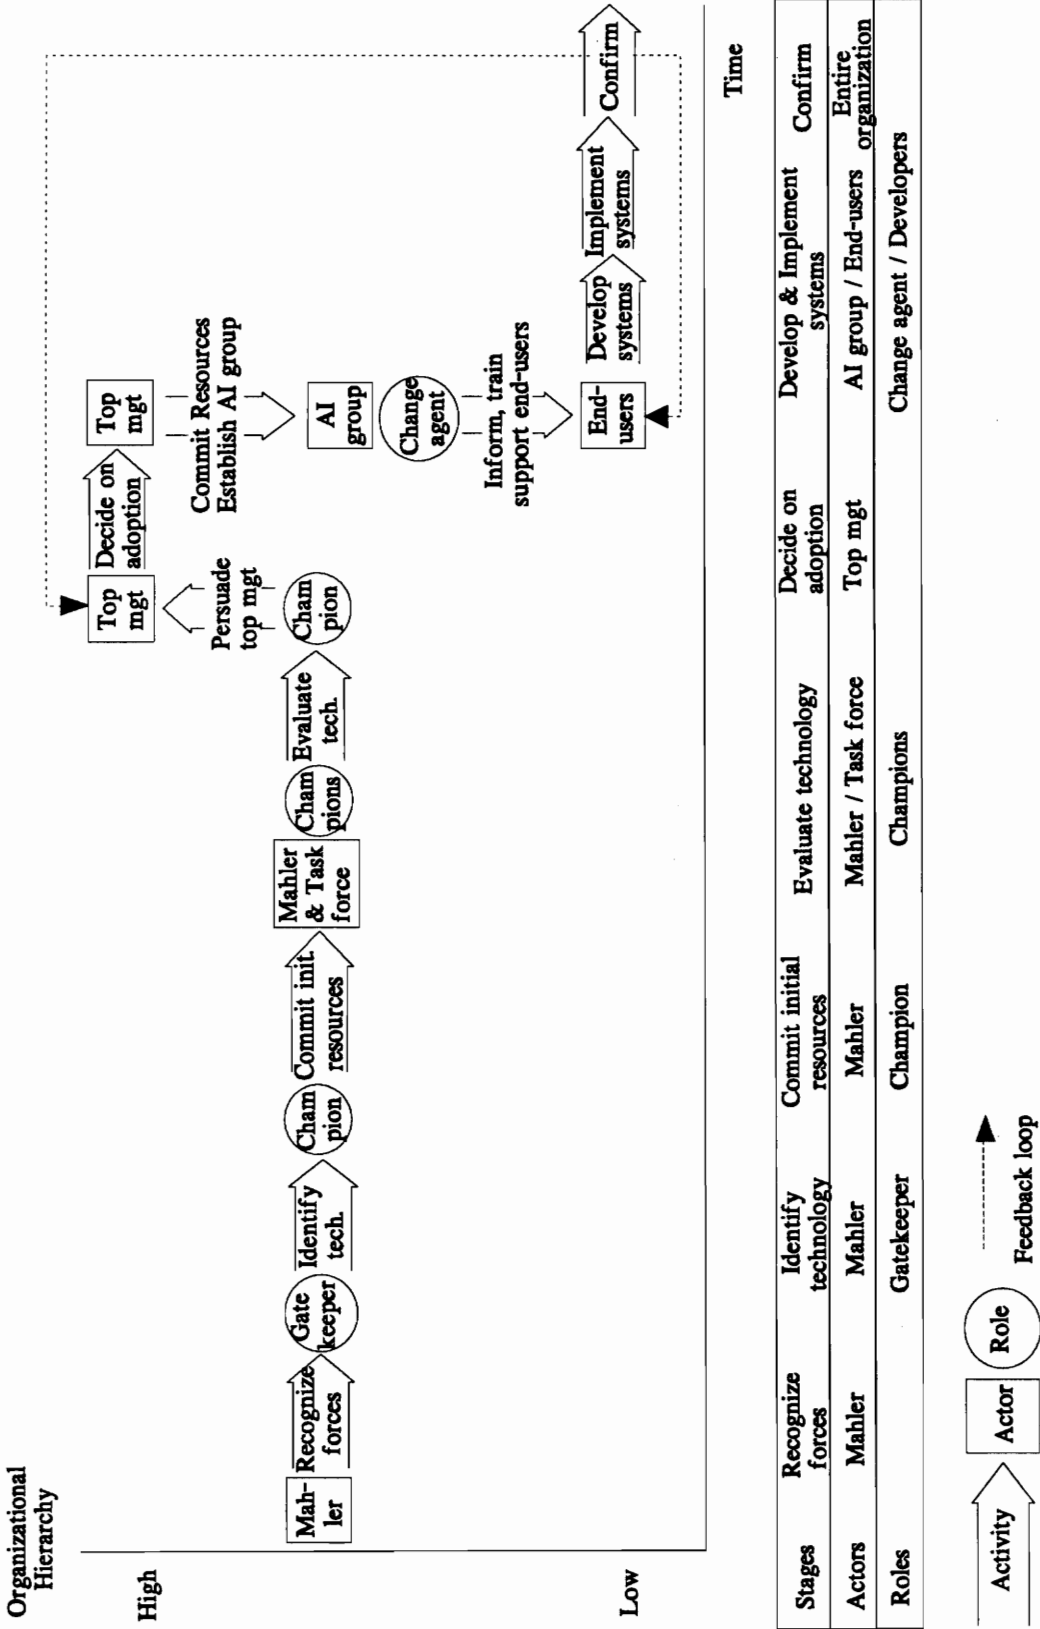 Organizational
Hierarchy
High
Low
Time
Mah-
ler
Recognize
forces
Gate
keeper
Identify
tech.
Cham
pion
Commit init.
resources
Mahler
& Task
force
Cham
pions
Evaluate
tech.
Cham
pion
Persuade
top mgt
Top
mgt
Decide on
adoption
Top
mgt
Commit Resources
Establish AI group
AI
group
Change
agent
Inform, train
support end-users
End-
users
Develop
systems
Implement
systems
Confirm
Stages
Recognize
forces
Identify
technology
Commit initial
resources
Evaluate technology
Decide on
adoption
Develop & Implement
systems
Confirm
Actors
Mahler
Mahler
Mahler
Mahler / Task force
Top mgt
AI group / End-users
Entire
organization
Roles
Gatekeeper
Champion
Champions
Change agent / Developers
Activity
Actor
Role
Feedback loop